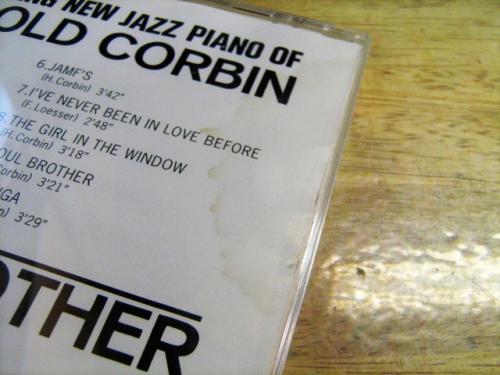 NEW JAZZ PIANO OF
OLD CORBIN
6.JAMF'S
(H.Corbin) 3'42"
7.I'VE NEVER BEEN IN LOVE BEFORE
(F.Loesser) 2'48"
THE GIRL IN THE WINDOW
(H.Corbin) 3'18"
OUL BROTHER
Corbin) 3'21"
GA
n) 3'29"
OTHER